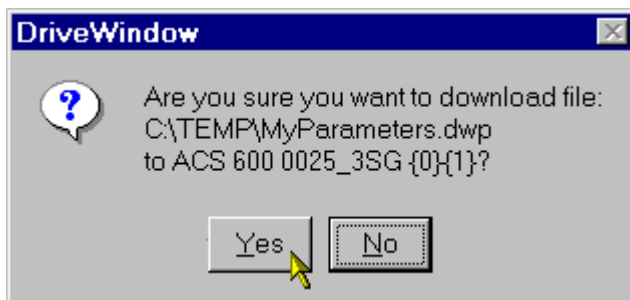 DriveWindow
Are you sure you want to download file:
C:\TEMP\MyParameters.dwp
to ACS 600 0025_3SG {0}{1}?
Yes No